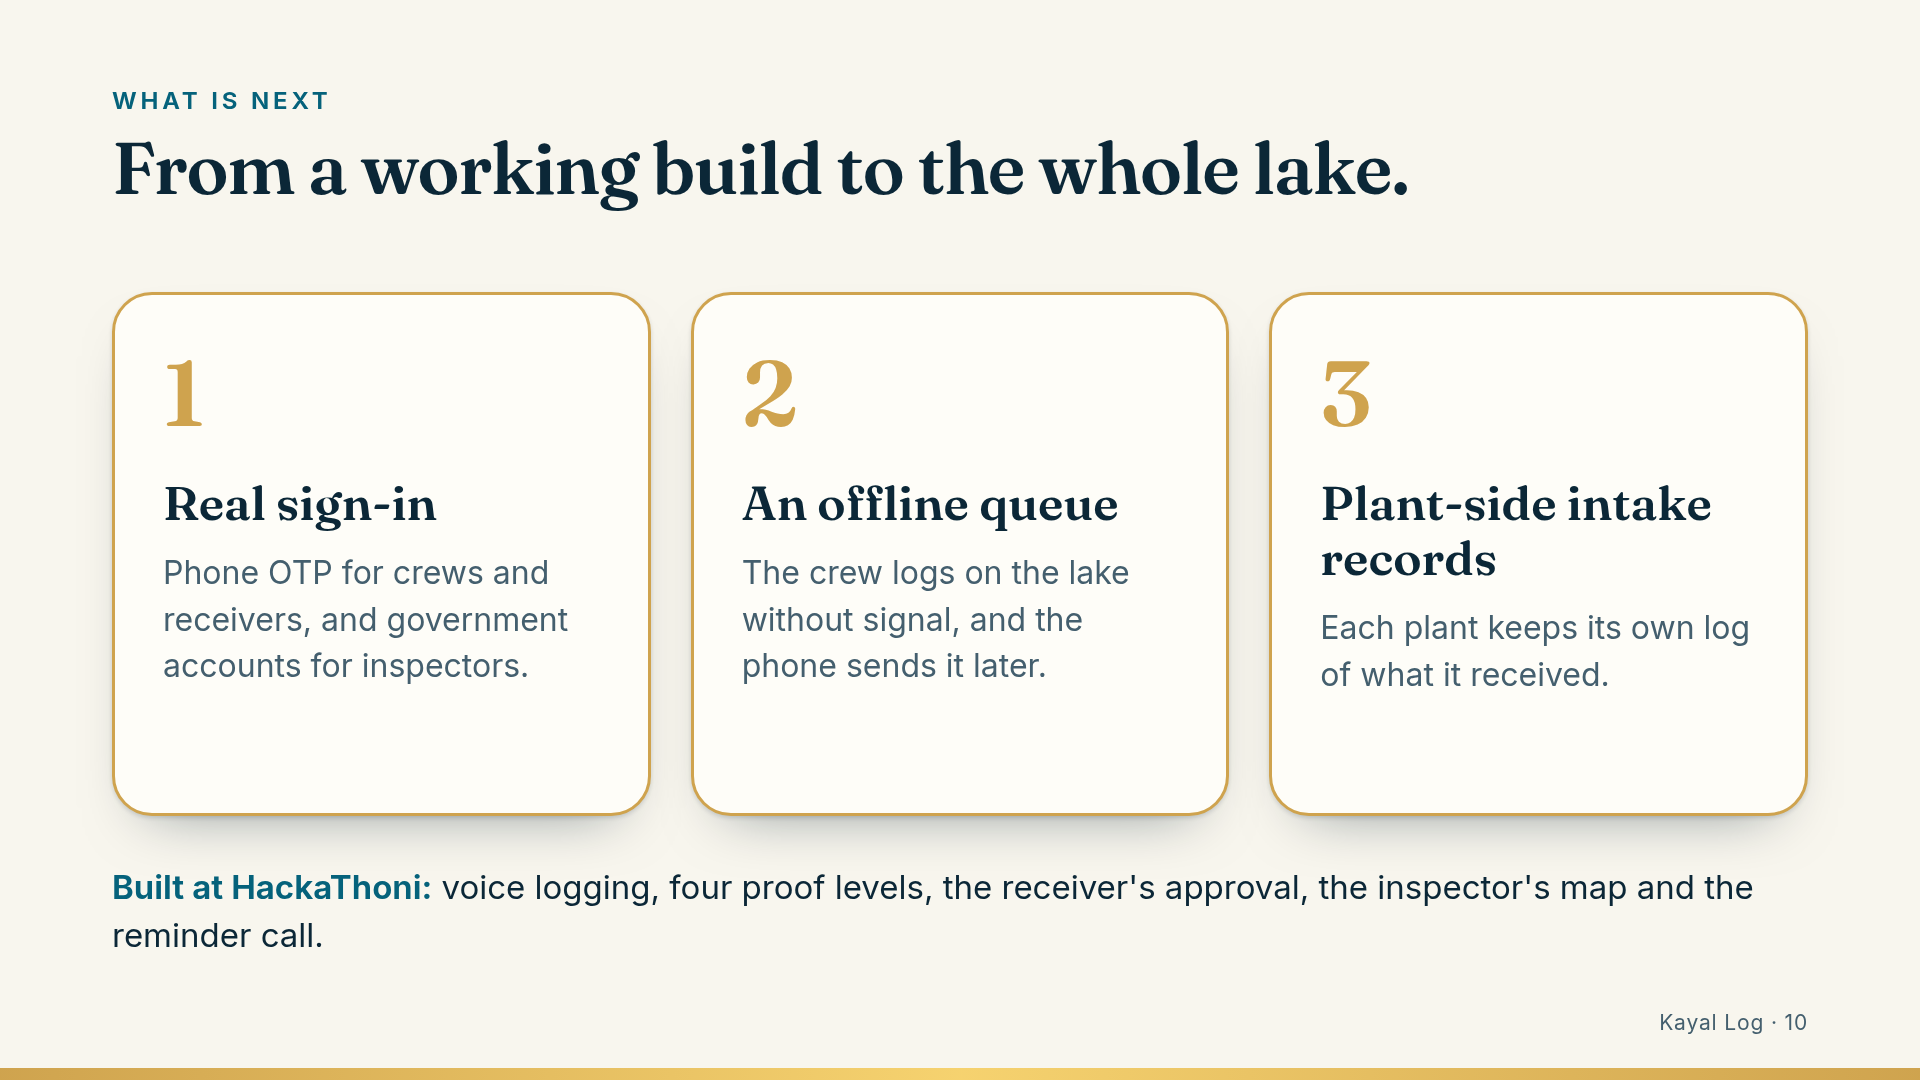 WHAT IS NEXT
From a working build to the whole lake.
1
Real sign-in
Phone OTP for crews and
receivers, and government
accounts for inspectors.
2
An offline queue
The crew logs on the lake
without signal, and the
phone sends it later.
3
Plant-side intake
records
Each plant keeps its own log
of what it received.
Built at HackaThoni: voice logging, four proof levels, the receiver's approval, the inspector's map and the
reminder call.
Kayal Log · 10